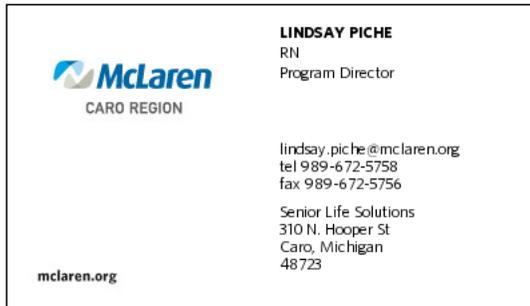 McLaren
CARO REGION
mclaren.org
LINDSAY PICHE
RN
Program Director
lindsay.piche@mclaren.org
tel 989-672-5758
fax 989-672-5756
Senior Life Solutions
310 N. Hooper St
Caro, Michigan
48723